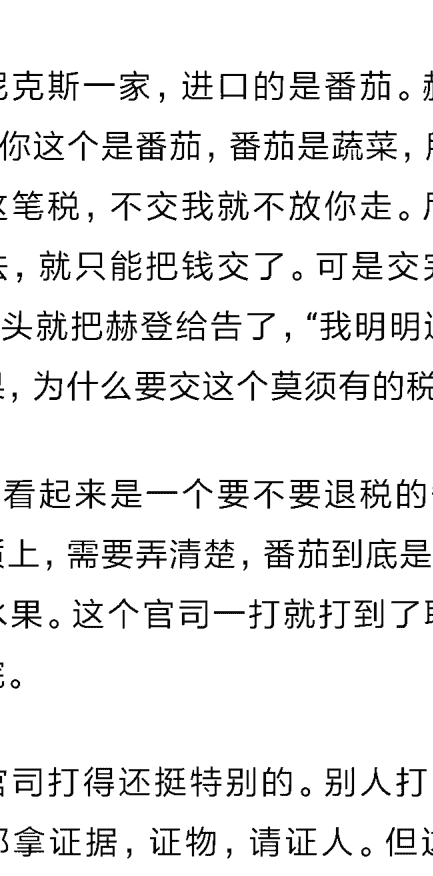 尼克斯一家，进口的是番茄。赫
你这个是番茄，番茄是蔬菜，
这笔税，不交我就不放你走。
法，就只能把钱交了。可是交完
头就把赫登给告了，“我明明进
果，为什么要交这个莫须有的税
看起来是一个要不要退税的
质上，需要弄清楚，番茄到底是
水果。这个官司一打就打到了联
院。
官司打得还挺特别的。别人打
都拿证据，证物，请证人。但这